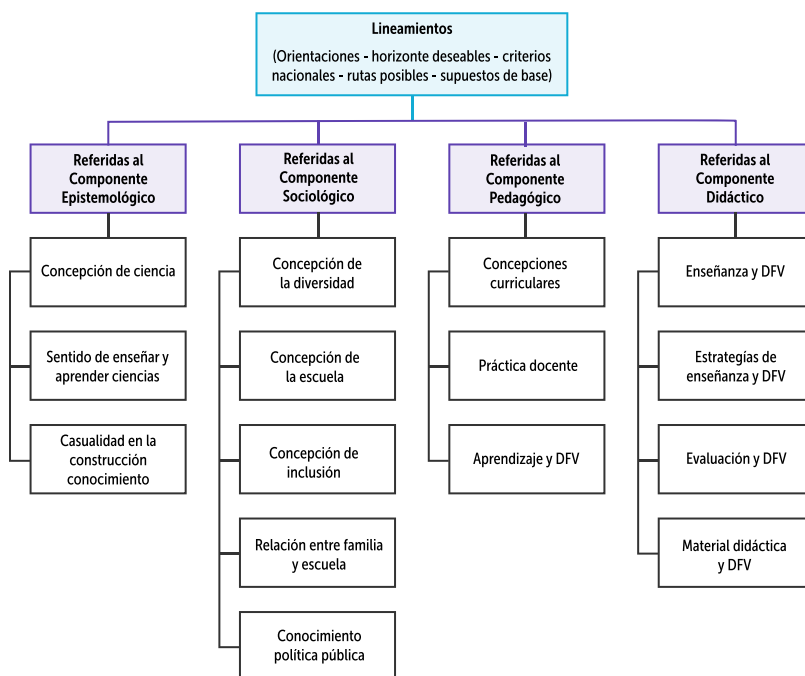 Lineamientos
(Orientaciones - horizonte deseables - criterios
nacionales - rutas posibles - supuestos de base)
Referidas al
Componente
Epistemológico
Concepción de ciencia
Sentido de enseñar y
aprender ciencias
Casualidad en la
construcción
conocimiento
Referidas al
Componente
Sociológico
Concepción de
la diversidad
Concepción de
la escuela
Concepción de
inclusión
Relación entre familia
y escuela
Conocimiento
política pública
Referidas al
Componente
Pedagógico
Concepciones
curriculares
Práctica docente
Aprendizaje y DFV
Referidas al
Componente
Didáctico
Enseñanza y DFV
Estrategías de
enseñanza y DFV
Evaluación y DFV
Material didáctica
y DFV